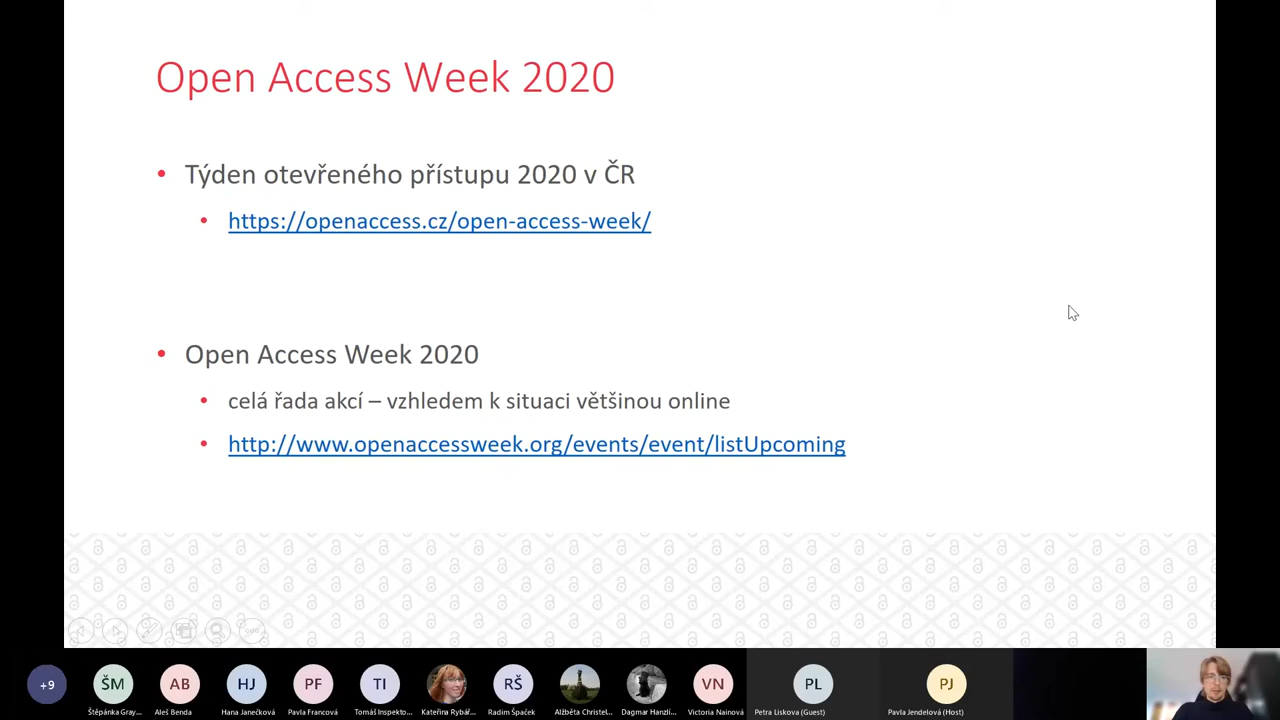 Open Access Week 2020
Týden otevřeného přístupu 2020 v ČR
https://openaccess.cz/open-access-week/
Open Access Week 2020
celá řada akcí – vzhledem k situaci většinou online
http://www.openaccessweek.org/events/event/listUpcoming
+9 ŠM AB HJ PF TI RŠ VN PL PJ
Štěpánka Gray... Aleš Benda Hana Janečková Pavla Francová Tomáš Inspekto... Kateřina Rybář... Radim Špaček Alžběta Christel... Dagmar Hanzlí... Victoria Nainová Petra Liskova (Guest) Pavla Jendelová (Host)